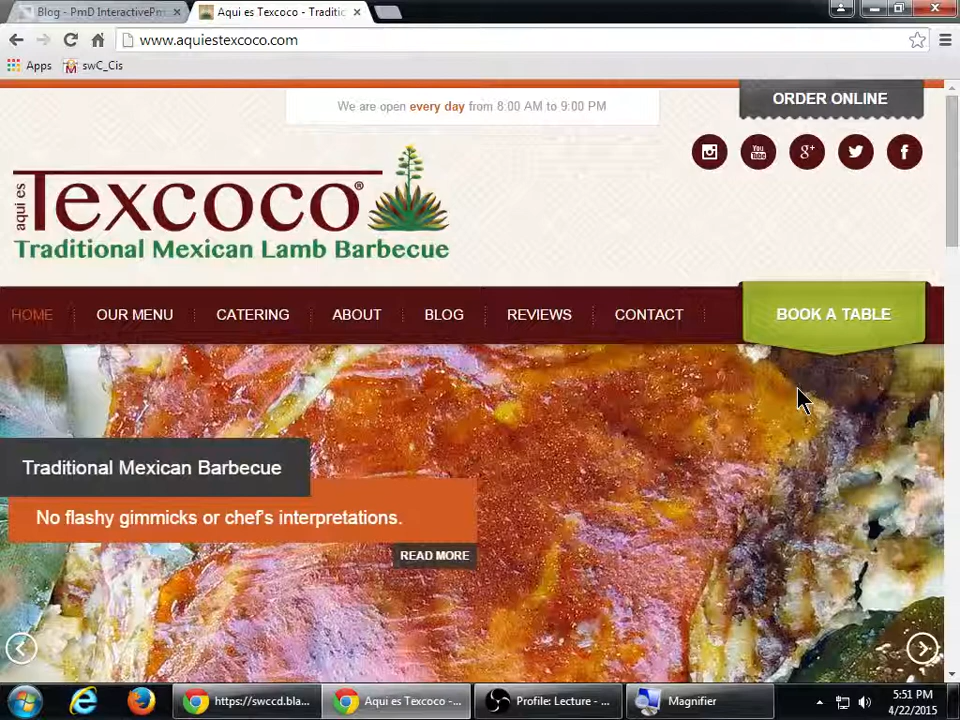 Blog - PmD InteractivePm
Aqui es Texcoco - Traditic
www.aquiestexcoco.com
Apps
swC_Cis
We are open every day from 8:00 AM to 9:00 PM
ORDER ONLINE
You Tube
g+
f
aqui es Texcoco®
Traditional Mexican Lamb Barbecue
HOME OUR MENU CATERING ABOUT BLOG REVIEWS CONTACT BOOK A TABLE
Traditional Mexican Barbecue
No flashy gimmicks or chef's interpretations.
READ MORE
https://swccd.bla...
Aqui es Texcoco -...
Profile: Lecture - ...
Magnifier
5:51 PM
4/22/2015